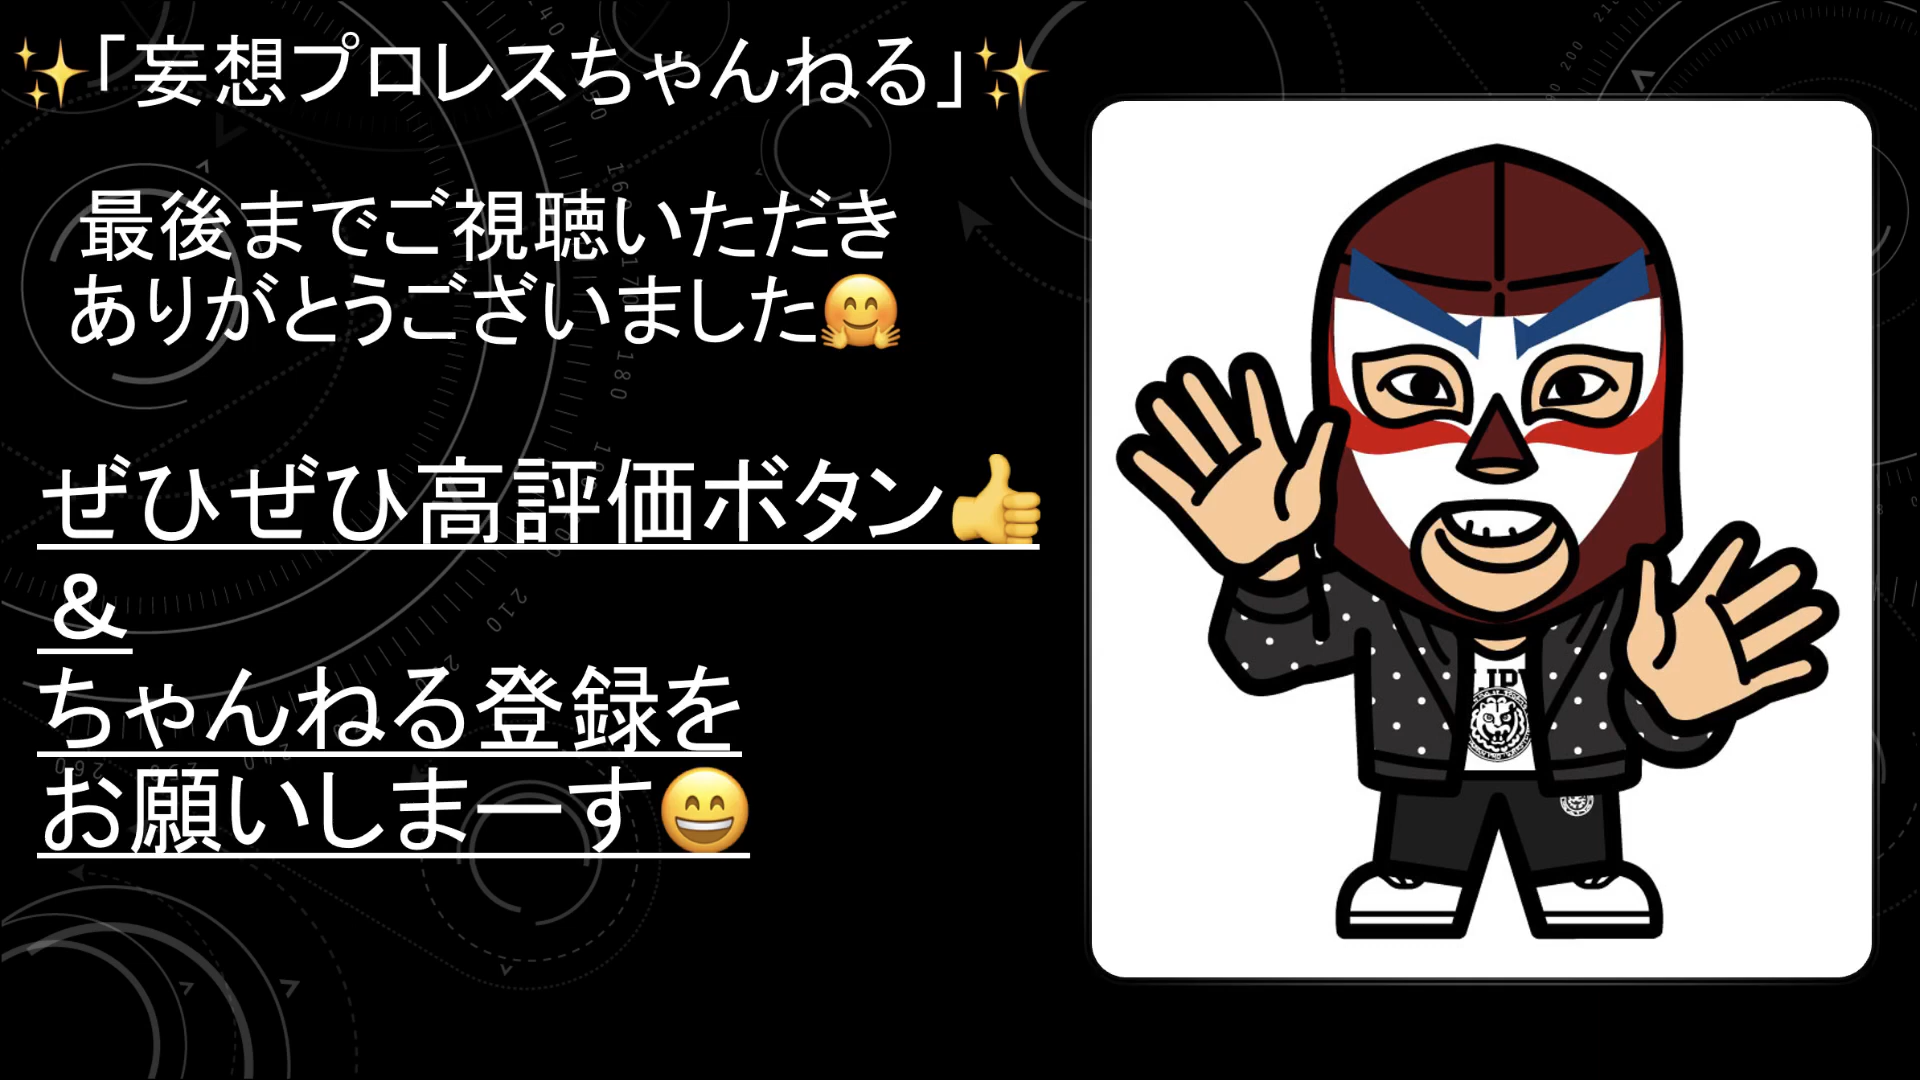 ✨「妄想プロレスちゃんねる」✨
最後までご視聴いただき
ありがとうございました🤗
ぜひぜひ高評価ボタン👍
&
ちゃんねる登録を
お願いしまーす😄